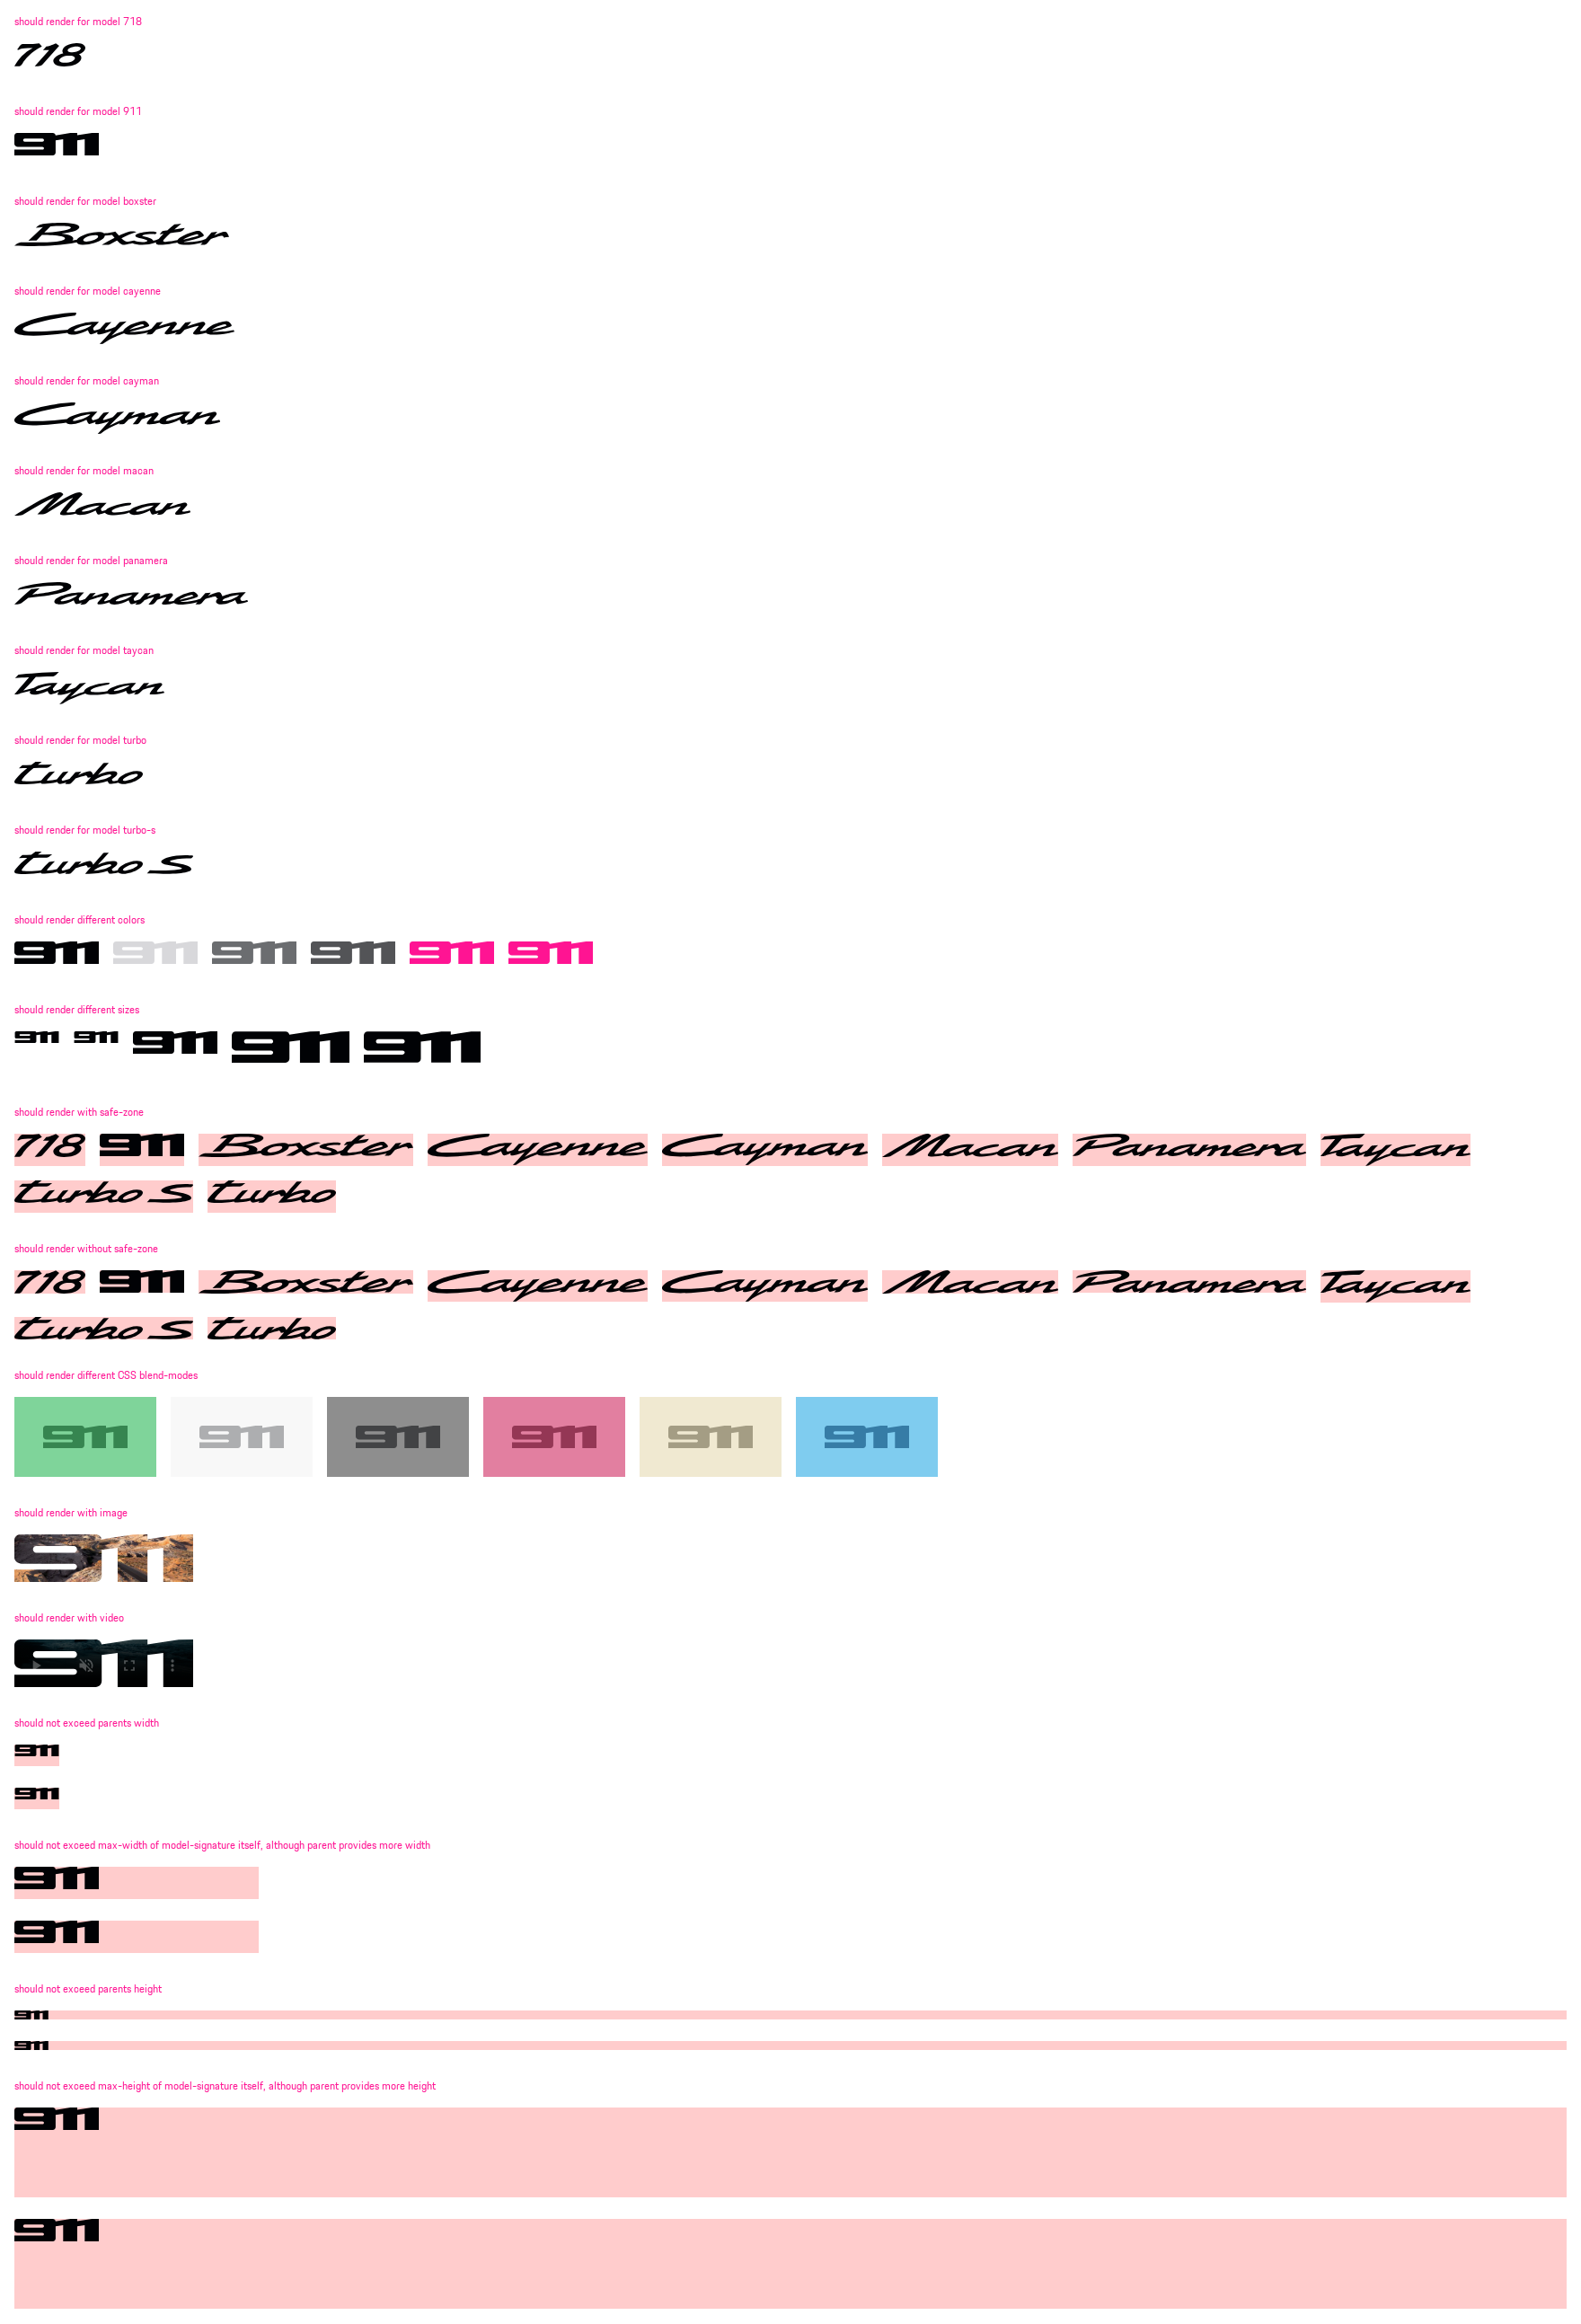 should render for model 718
718
should render for model 911
911
should render for model boxster
Boxster
should render for model cayenne
Cayenne
should render for model cayman
Cayman
should render for model macan
Macan
should render for model panamera
Panamera
should render for model taycan
Taycan
should render for model turbo
turbo
should render for model turbo-s
turbo S
should render different colors
911 911 911 911 911 911
should render different sizes
911 911 911 911 911
should render with safe-zone
718 911 Boxster Cayenne Cayman Macan Panamera Taycan
turbo S turbo
should render without safe-zone
718 911 Boxster Cayenne Cayman Macan Panamera Taycan
turbo S turbo
should render different CSS blend-modes
911 911 911 911 911 911
should render with image
911
should render with video
911
should not exceed parents width
911
911
should not exceed max-width of model-signature itself, although parent provides more width
911
911
should not exceed parents height
911
911
should not exceed max-height of model-signature itself, although parent provides more height
911
911